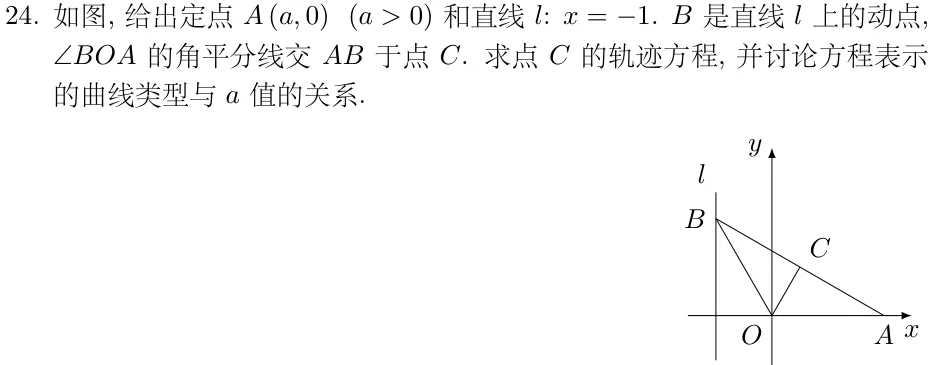 24. 如图, 给出定点 A (a, 0) (a > 0) 和直线 l: x = −1. B 是直线 l 上的动点,
∠BOA 的角平分线交 AB 于点 C. 求点 C 的轨迹方程, 并讨论方程表示
的曲线类型与 a 值的关系.
y
l
B
C
O
A
x